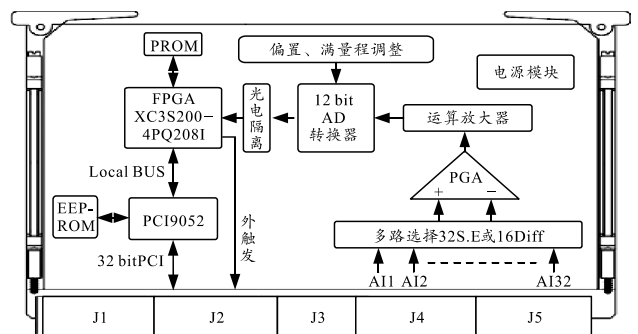 PROM
偏置、满量程调整
电源模块
FPGA
XC3S200-
4PQ208I
光电隔离
12 bit
AD
转换器
运算放大器
Local BUS
PGA
+ −
EEP-
ROM
PCI9052
外触发
多路选择32S.E或16Diff
32 bitPCI
AI1 AI2 AI32
J1 J2 J3 J4 J5